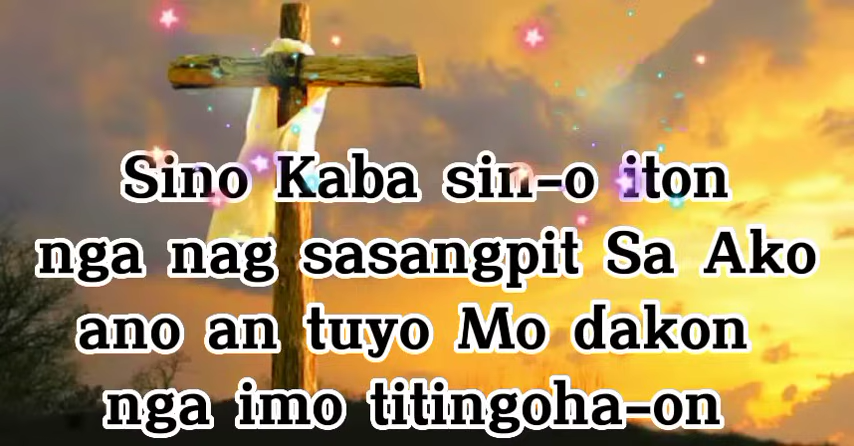 Sino Kaba sin-o iton
nga nag sasangpit Sa Ako
ano an tuyo Mo dakon
nga imo titingoha-on